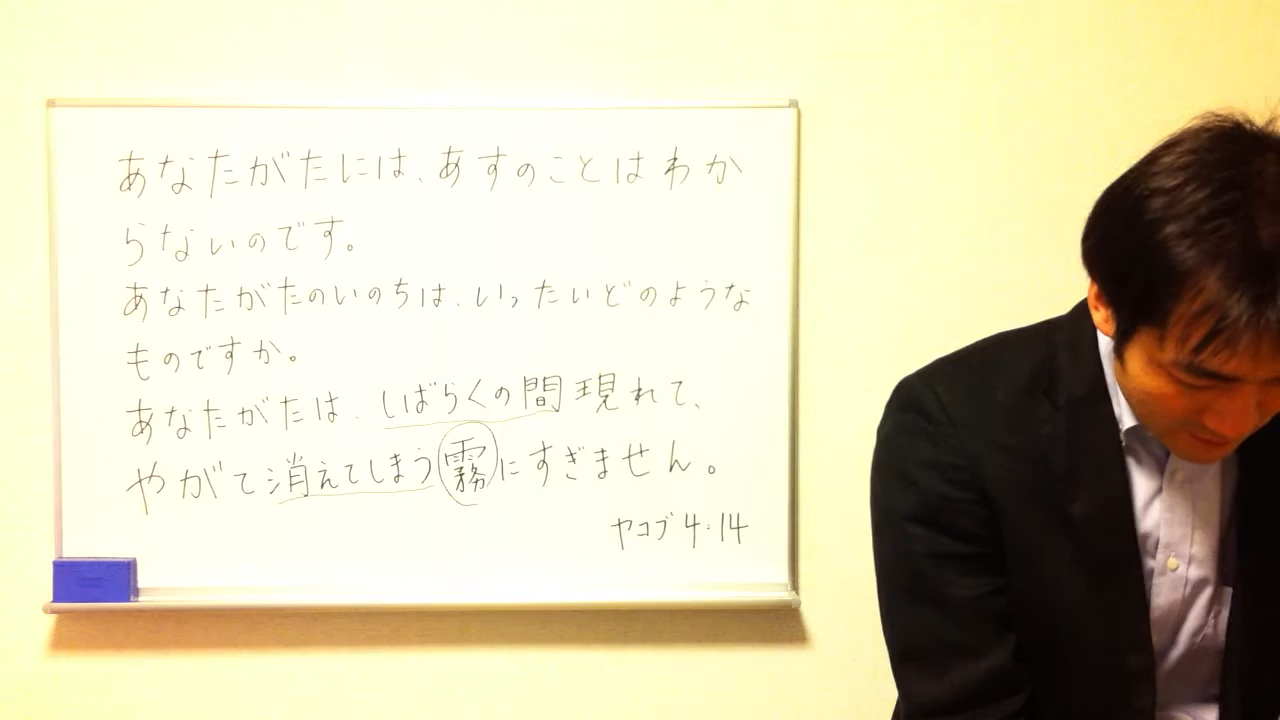 あなたがたには、あすのことはわか
らないのです。
あなたがたのいのちは、いったいどのような
ものですか。
あなたがたは、しばらくの間現れて、
やがて消えてしまう霧にすぎません。
ヤコブ4:14